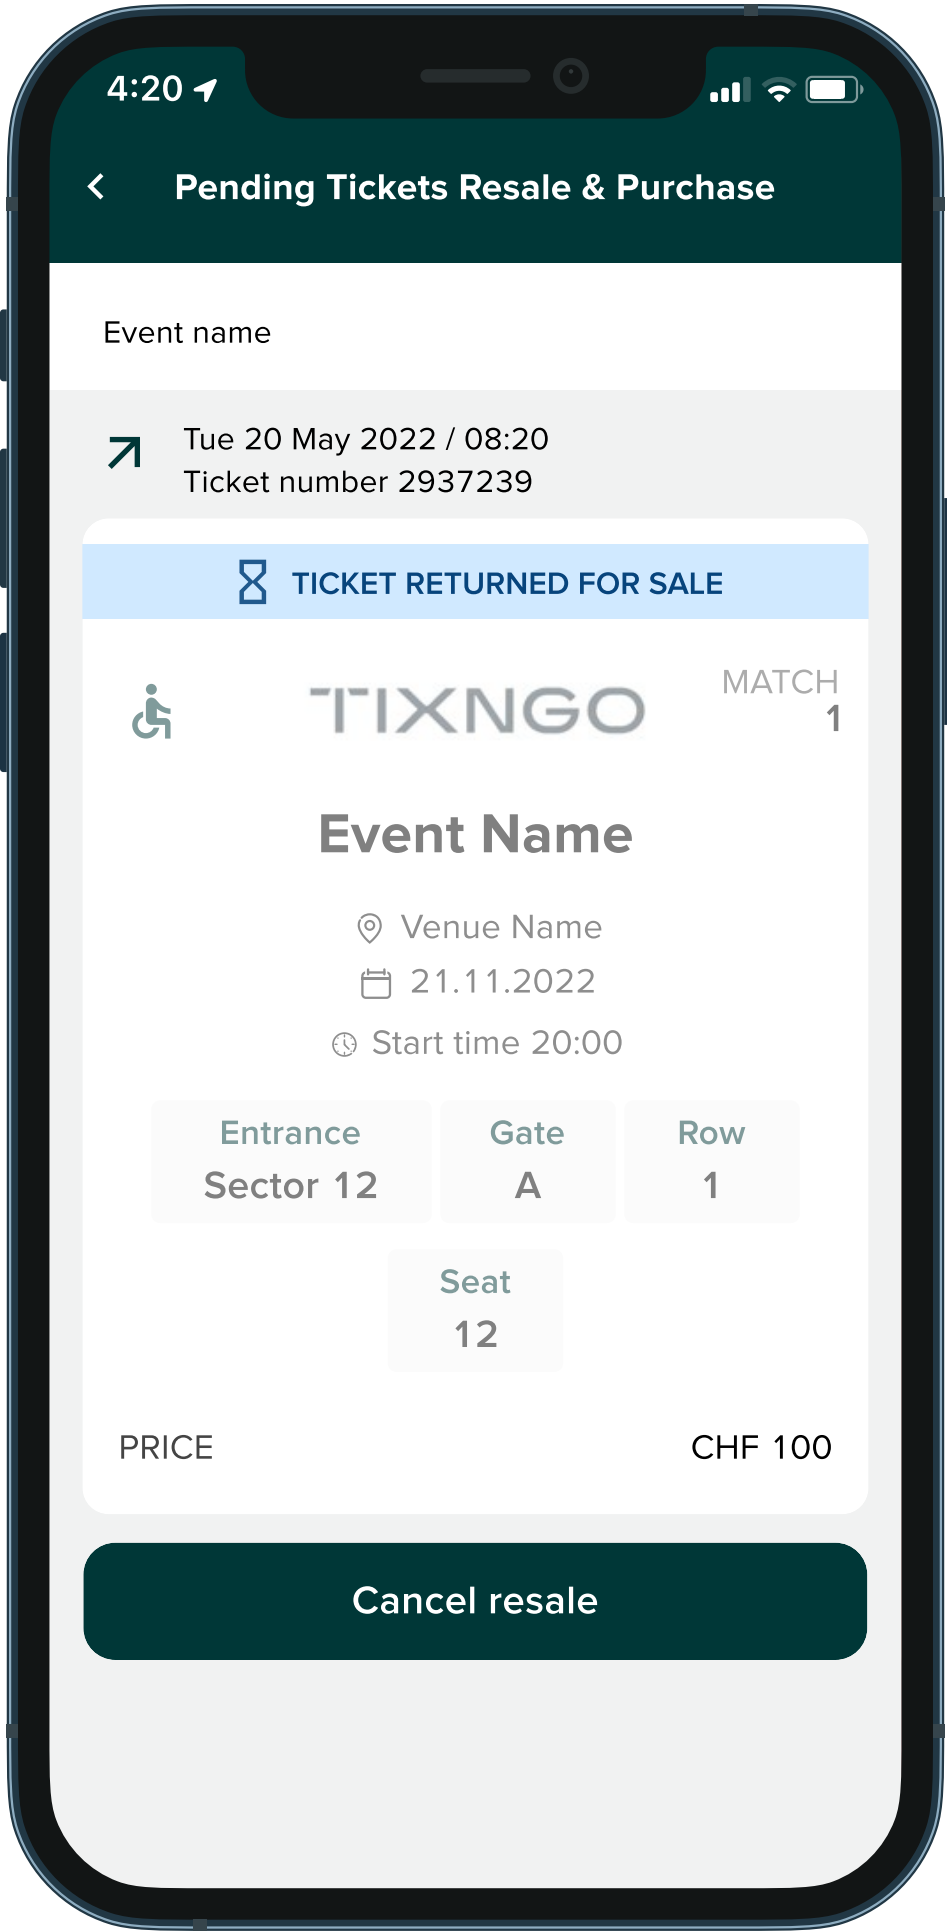 4:20
Pending Tickets Resale & Purchase
Event name
Tue 20 May 2022 / 08:20
Ticket number 2937239
TICKET RETURNED FOR SALE
TIXNGO
MATCH
1
Event Name
Venue Name
21.11.2022
Start time 20:00
Entrance
Sector 12
Gate
A
Row
1
Seat
12
PRICE CHF 100
Cancel resale